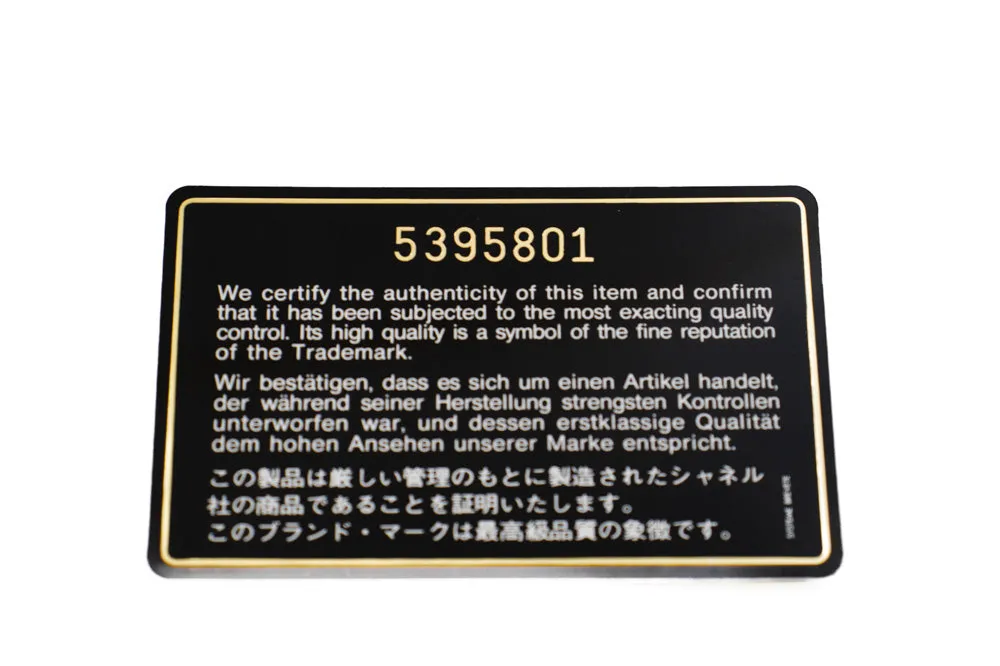 5395801
We certify the authenticity of this item and confirm
that it has been subjected to the most exacting quality
control. Its high quality is a symbol of the fine reputation
of the Trademark.
Wir bestätigen, dass es sich um einen Artikel handelt,
der während seiner Herstellung strengsten Kontrollen
unterworfen war, und dessen erstklassige Qualität
dem hohen Ansehen unserer Marke entspricht.
この製品は厳しい管理のもとに製造されたシャネル
社の商品であることを証明いたします。
このブランド・マークは最高級品質の象徴です。